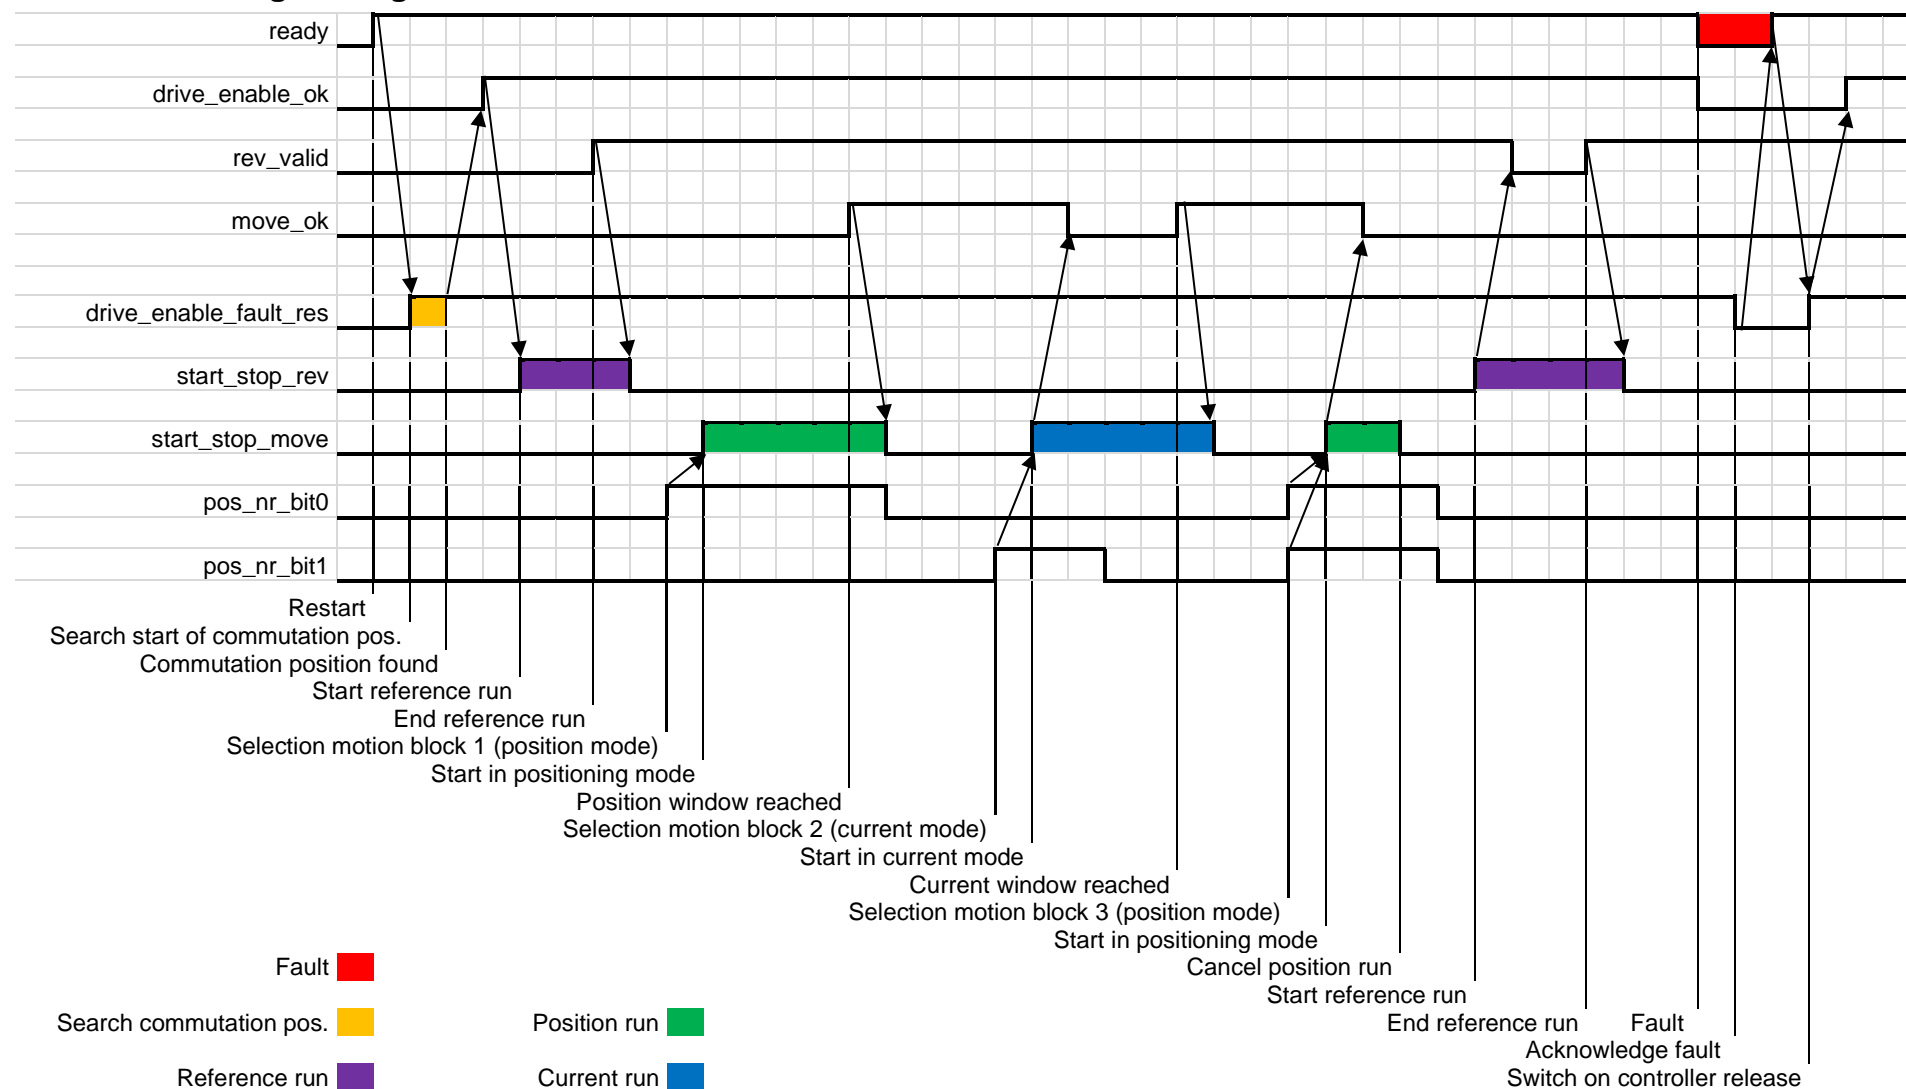 ready
drive_enable_ok
rev_valid
move_ok
drive_enable_fault_res
start_stop_rev
start_stop_move
pos_nr_bit0
pos_nr_bit1
Restart
Search start of commutation pos.
Commutation position found
Start reference run
End reference run
Selection motion block 1 (position mode)
Start in positioning mode
Position window reached
Selection motion block 2 (current mode)
Start in current mode
Current window reached
Selection motion block 3 (position mode)
Start in positioning mode
Cancel position run
Start reference run
End reference run
Fault
Acknowledge fault
Switch on controller release
Fault
Search commutation pos.
Reference run
Position run
Current run